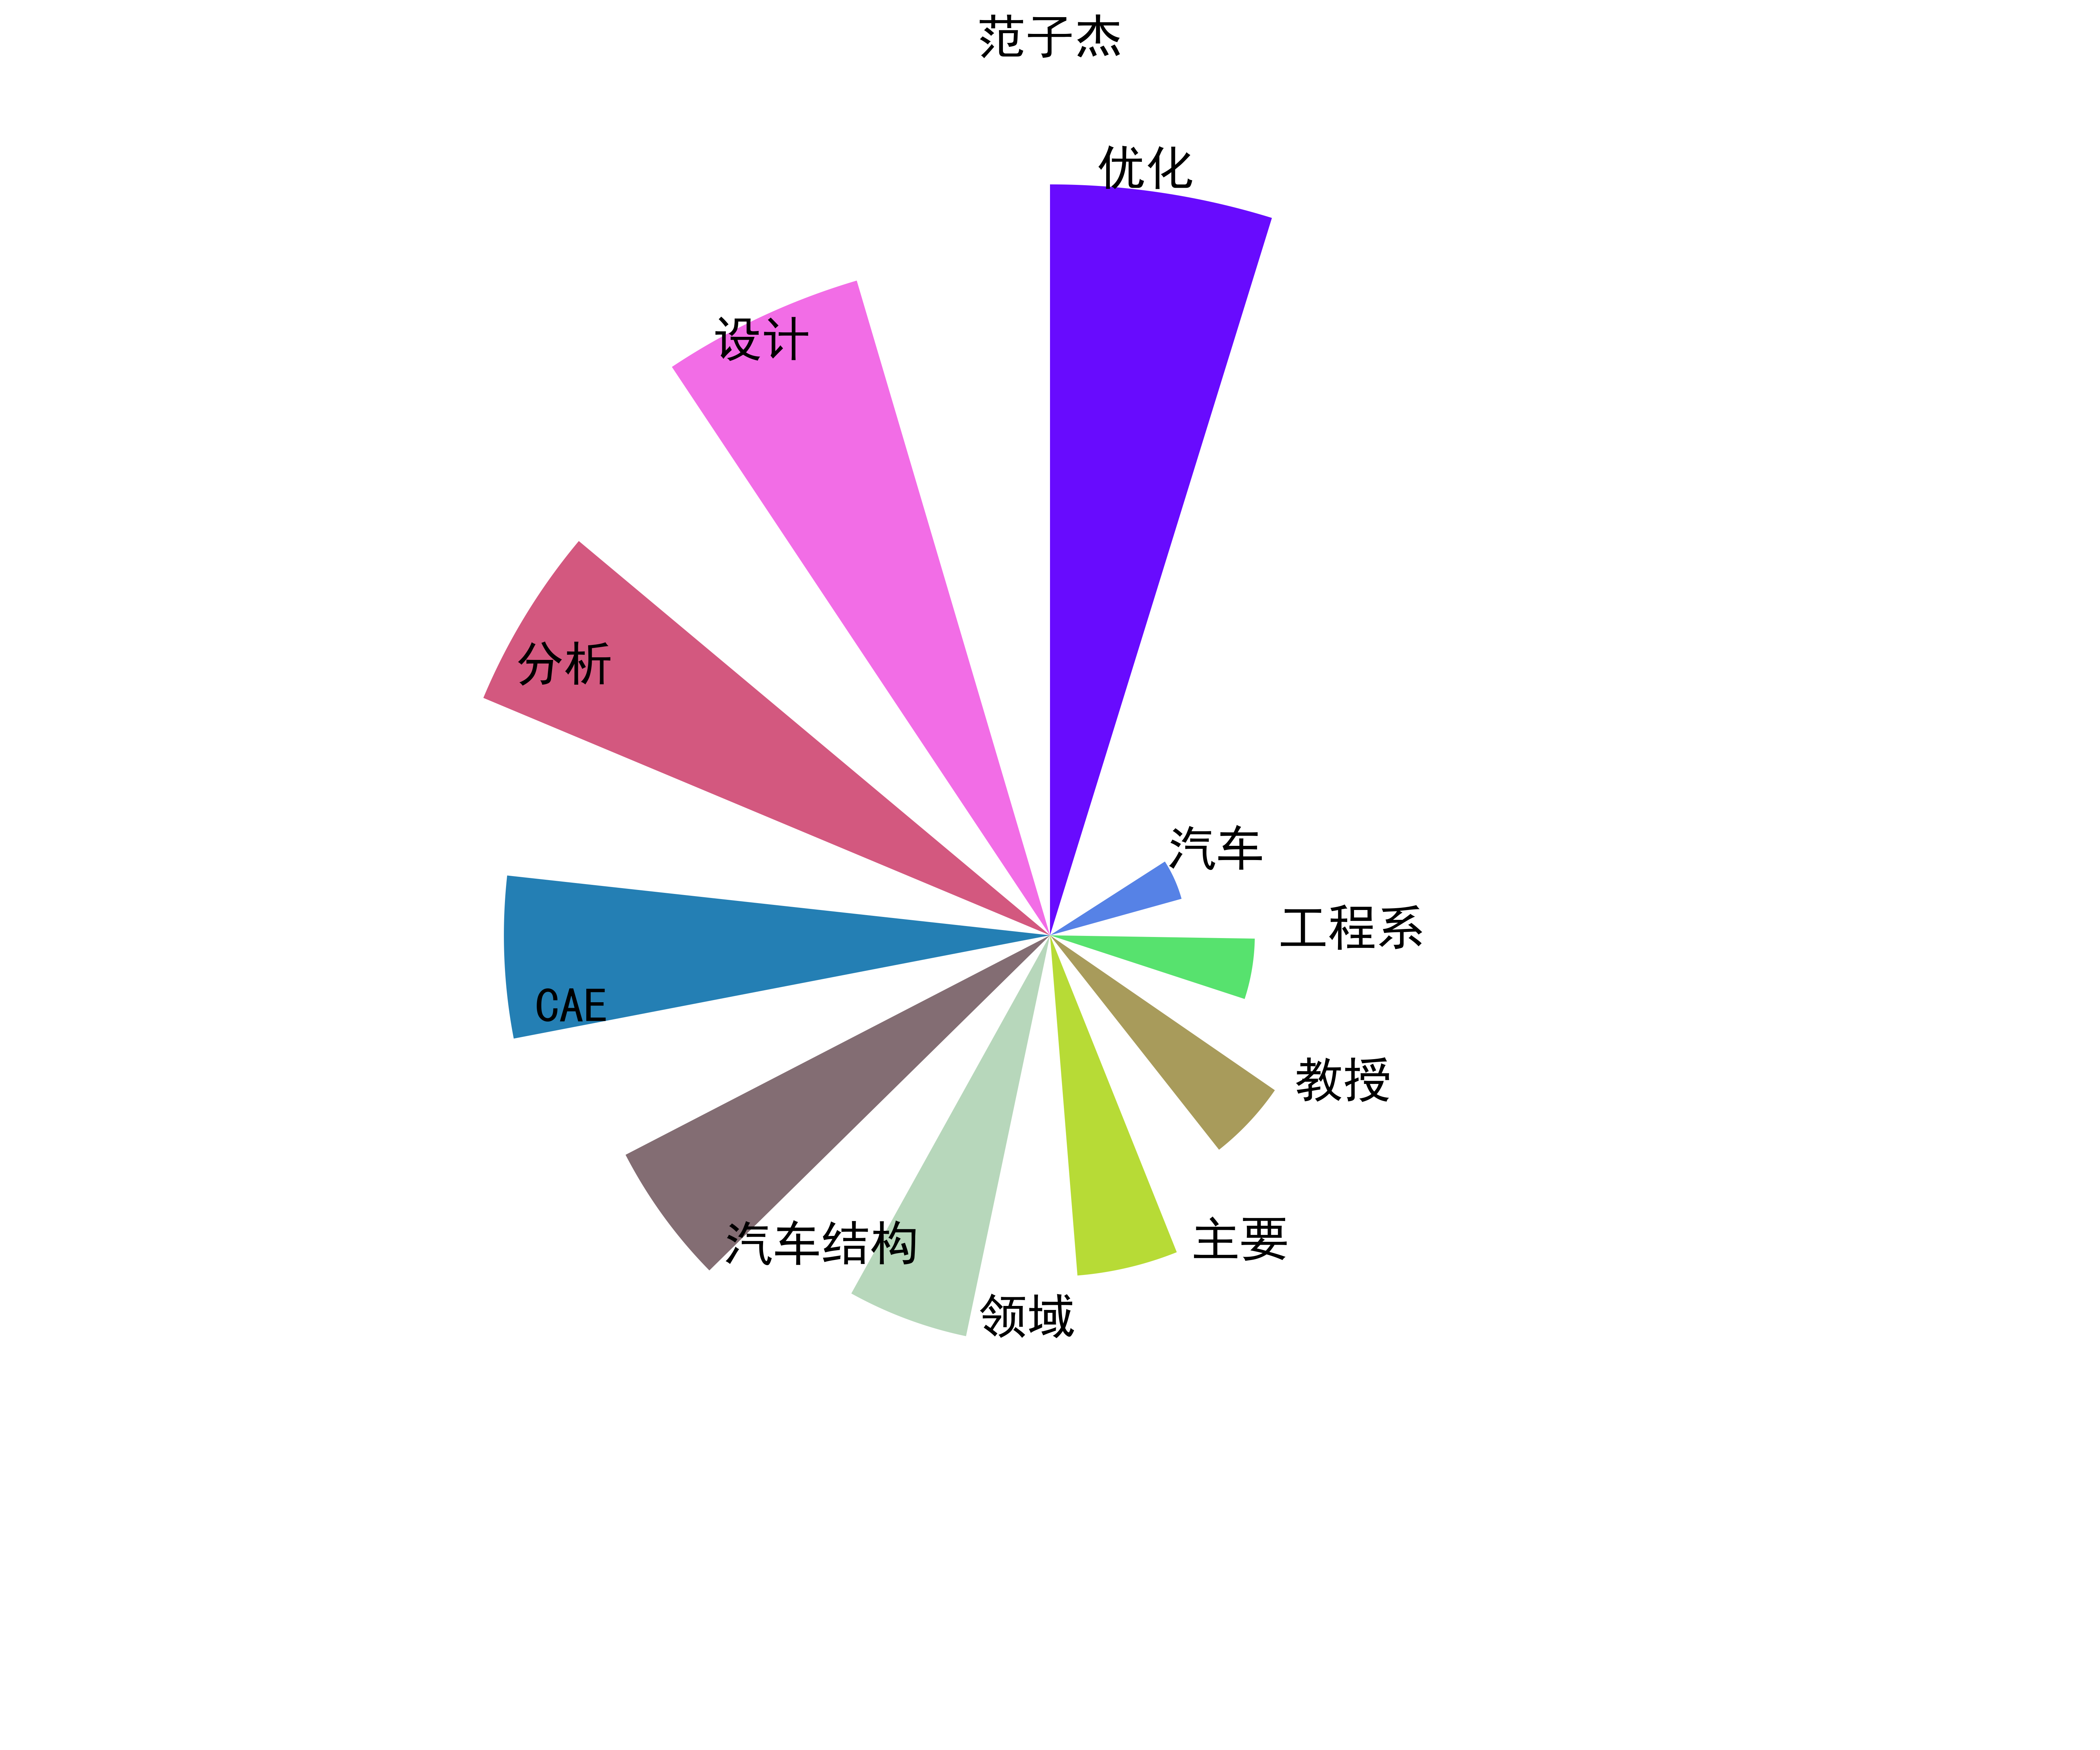 范子杰
优化
设计
分析
汽车
工程系
CAE
教授
主要
汽车结构
领域